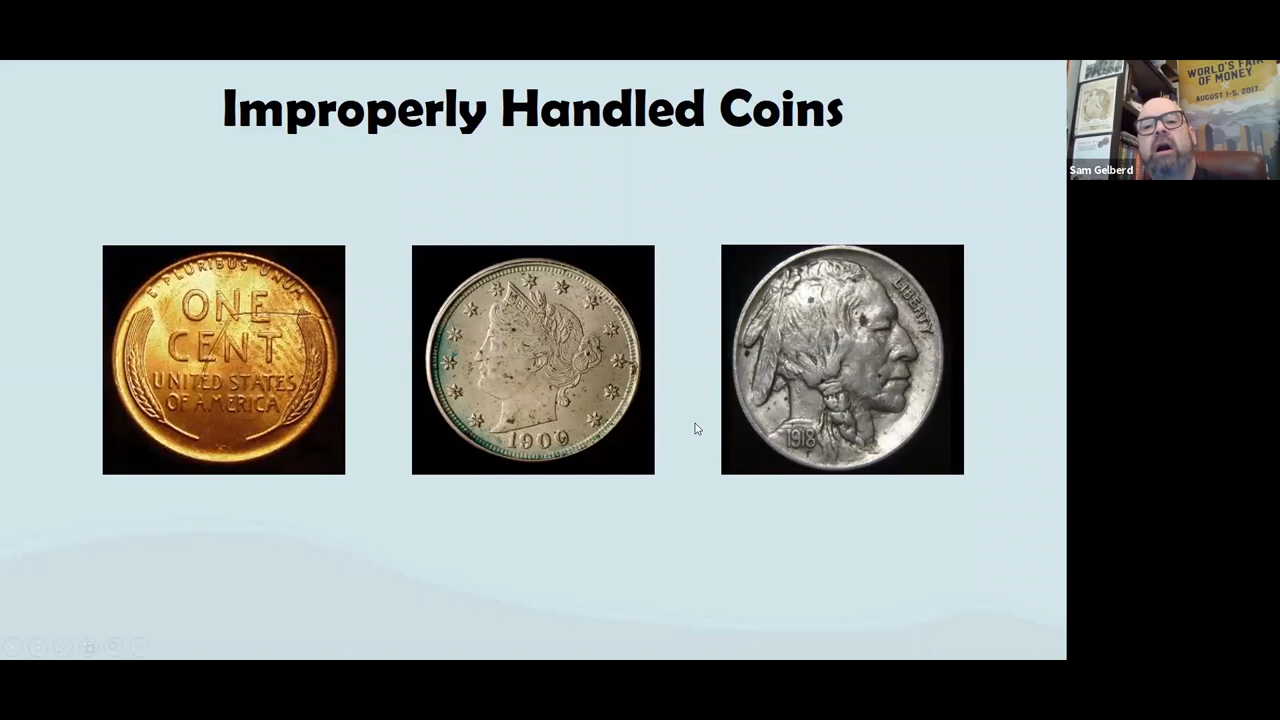 Improperly Handled Coins
E PLURIBUS UNUM
ONE
CENT
UNITED STATES
OF AMERICA
1909
LIBERTY
1918
WORLD'S FAIR
OF MONEY
AUGUST 1-5, 2017
Sam Gelberd